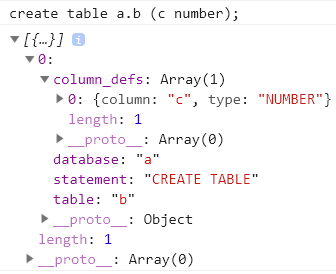 create table a.b (c number);
▼ [{…}] i
▼ 0:
▼ column_defs: Array(1)
▶ 0: {column: "c", type: "NUMBER"}
length: 1
▶ __proto__: Array(0)
database: "a"
statement: "CREATE TABLE"
table: "b"
▶ __proto__: Object
length: 1
▶ __proto__: Array(0)